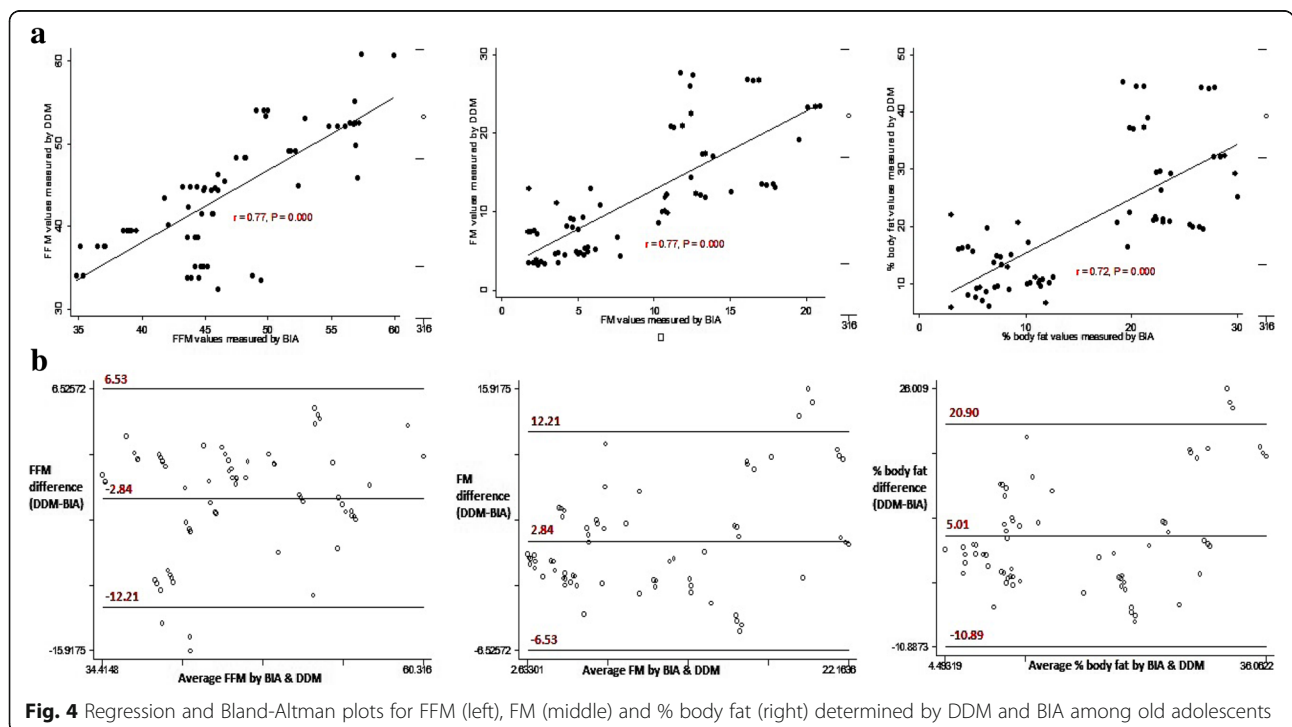 a
FFM values measured by DDM
60
50
40
30
r = 0.77, P = 0.000
35
40
45
50
55
60
FFM values measured by BIA
316
FM values measured by DDM
30
20
10
0
r = 0.77, P = 0.000
0
5
10
15
20
FM values measured by BIA
316
% body fat values measured by DDM
50
40
30
20
10
r = 0.72, P = 0.000
0
10
20
30
% body fat values measured by BIA
316
b
6.52572
6.53
FFM
difference
(DDM-BIA)
-2.84
-12.21
-15.9175
34.4148
60.316
Average FFM by BIA & DDM
15.9175
12.21
FM
difference
(DDM-BIA)
2.84
-6.53
-6.52572
2.63301
22.1636
Average FM by BIA & DDM
26.009
20.90
% body fat
difference
(DDM-BIA)
5.01
-10.89
-10.8873
Average % body fat by BIA & DDM
Fig. 4 Regression and Bland-Altman plots for FFM (left), FM (middle) and % body fat (right) determined by DDM and BIA among old adolescents